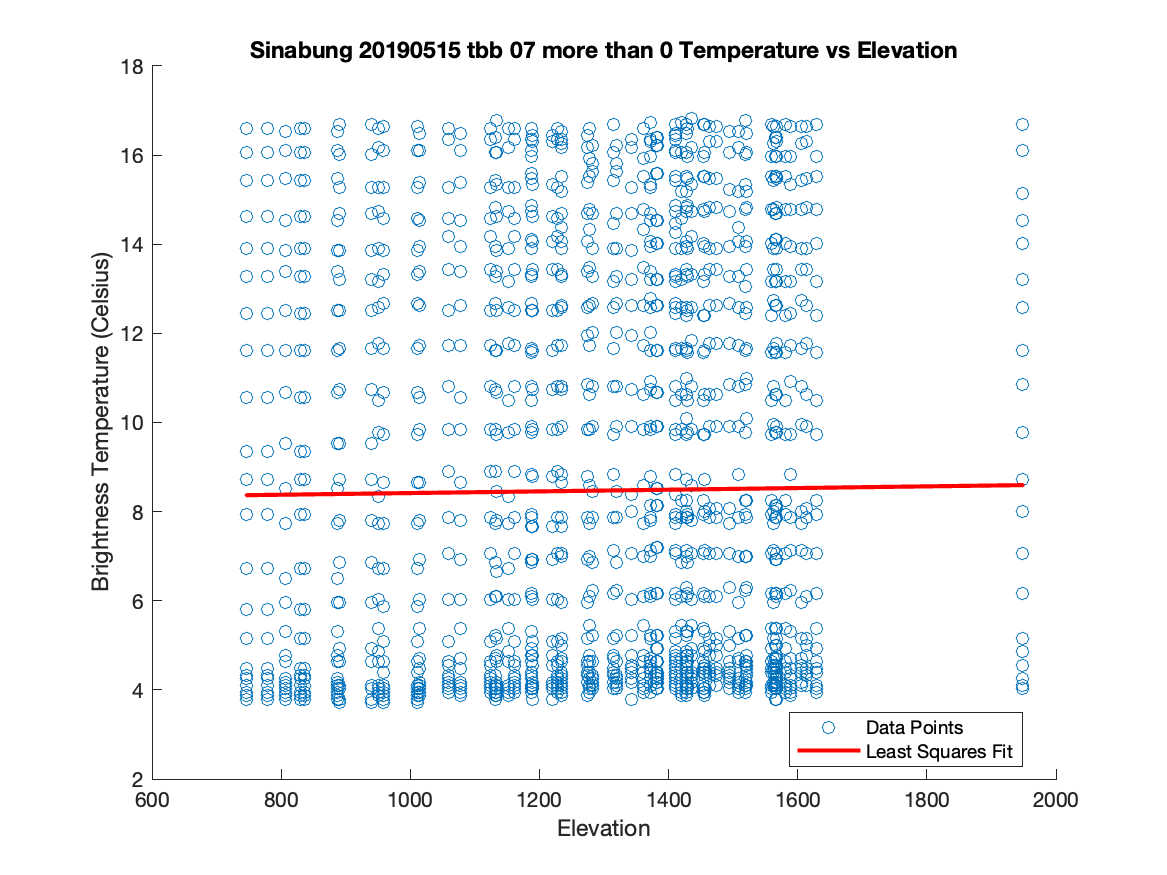 Sinabung 20190515 tbb 07 more than 0 Temperature vs Elevation
18
16
14
12
10
8
6
4
2
Brightness Temperature (Celsius)
Data Points
Least Squares Fit
600 800 1000 1200 1400 1600 1800 2000
Elevation